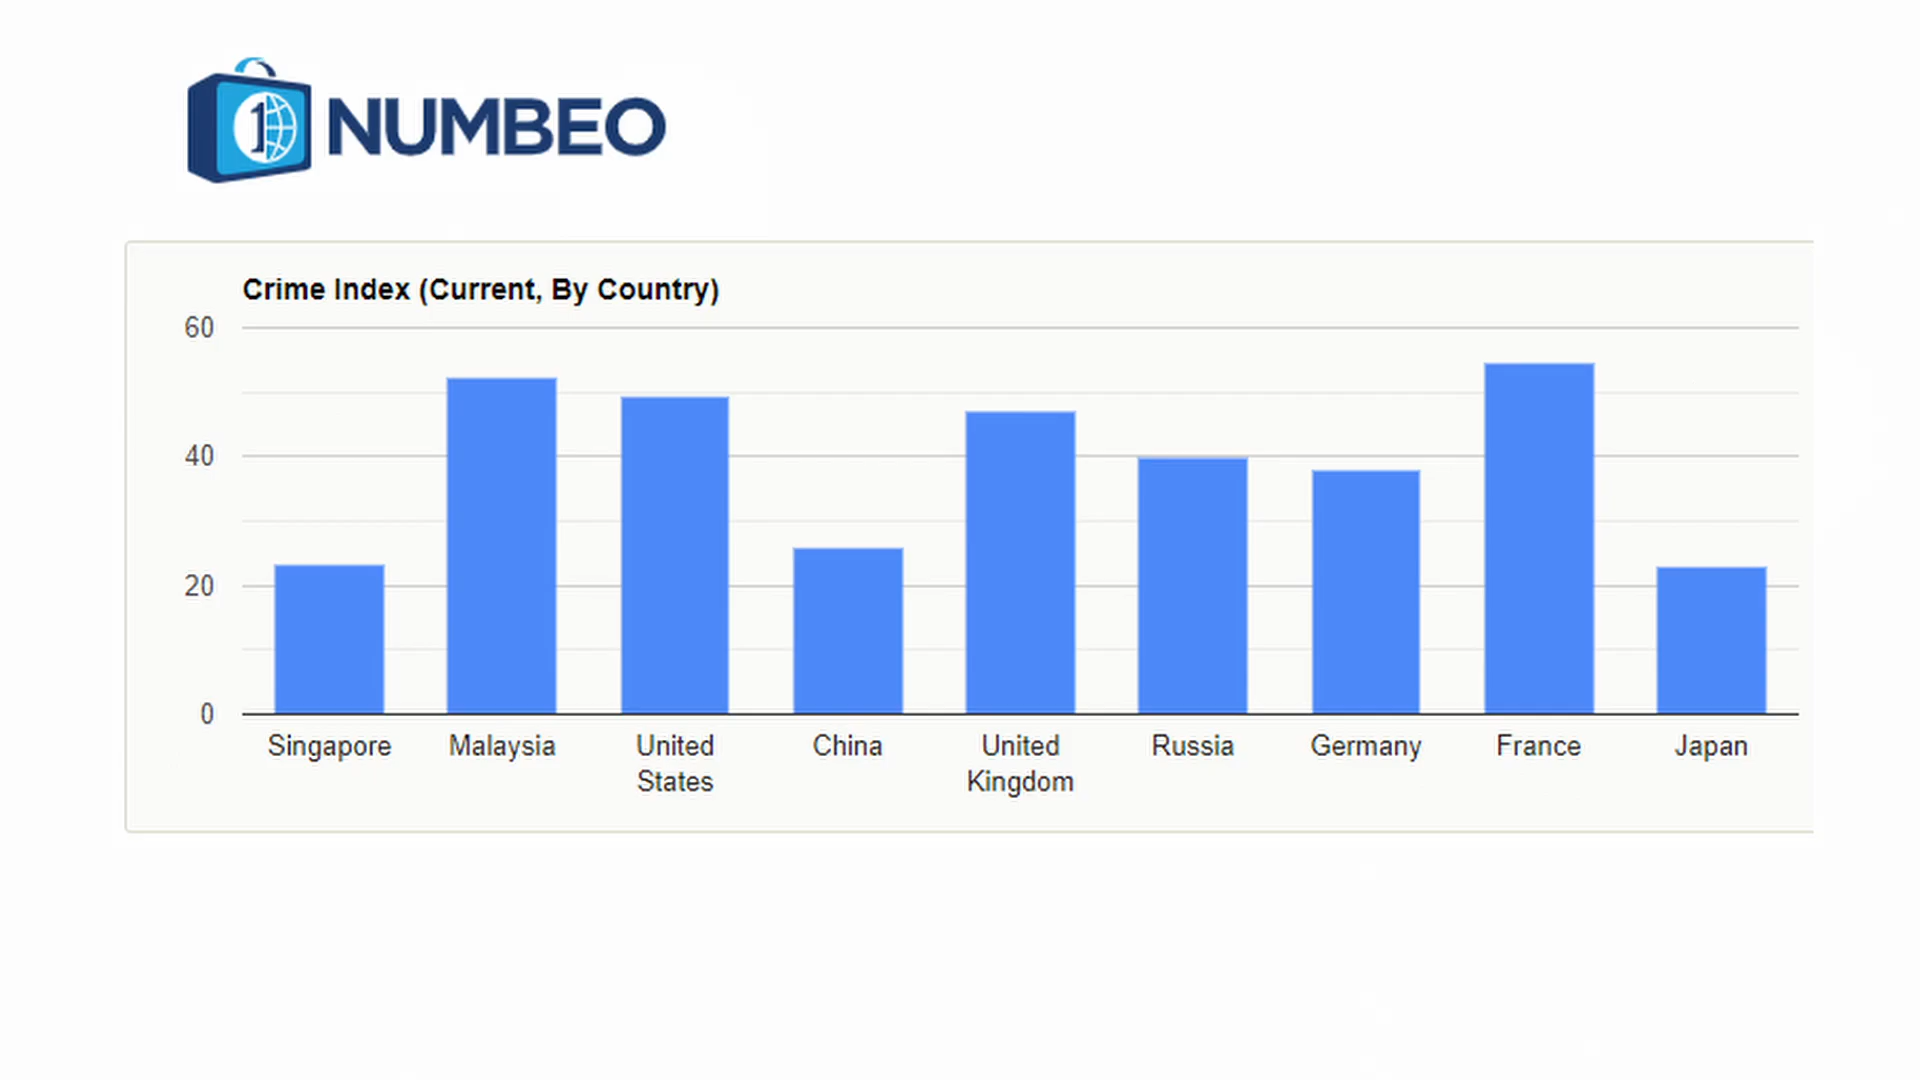 1 NUMBEO
Crime Index (Current, By Country)
60
40
20
0
Singapore Malaysia United States China United Kingdom Russia Germany France Japan